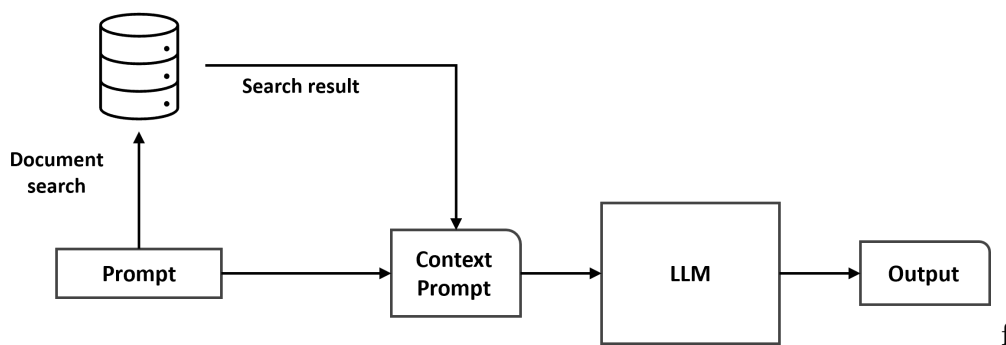 Search result
Document
search
Prompt
Context
Prompt
LLM
Output
f